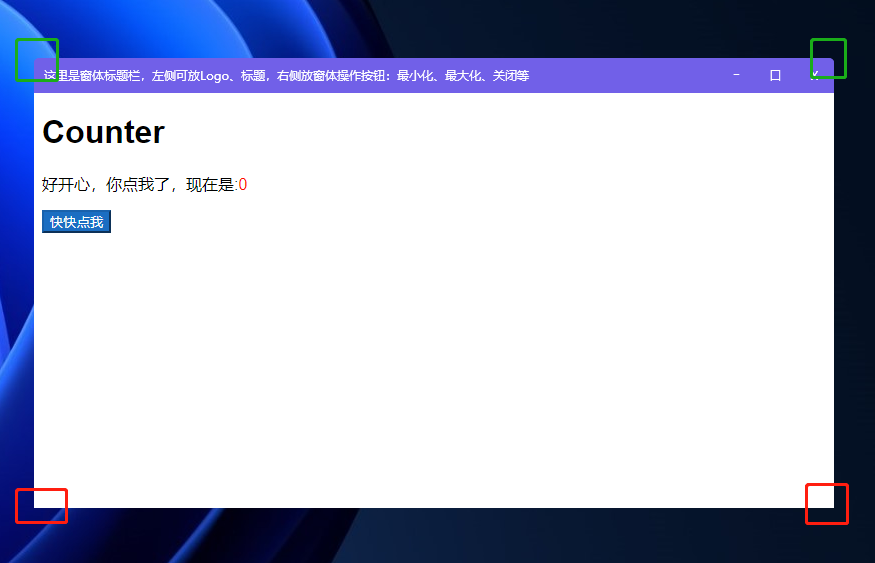 这里是窗体标题栏，左侧可放Logo、标题，右侧放窗体操作按钮：最小化、最大化、关闭等
Counter
好开心，你点我了，现在是:0
快快点我